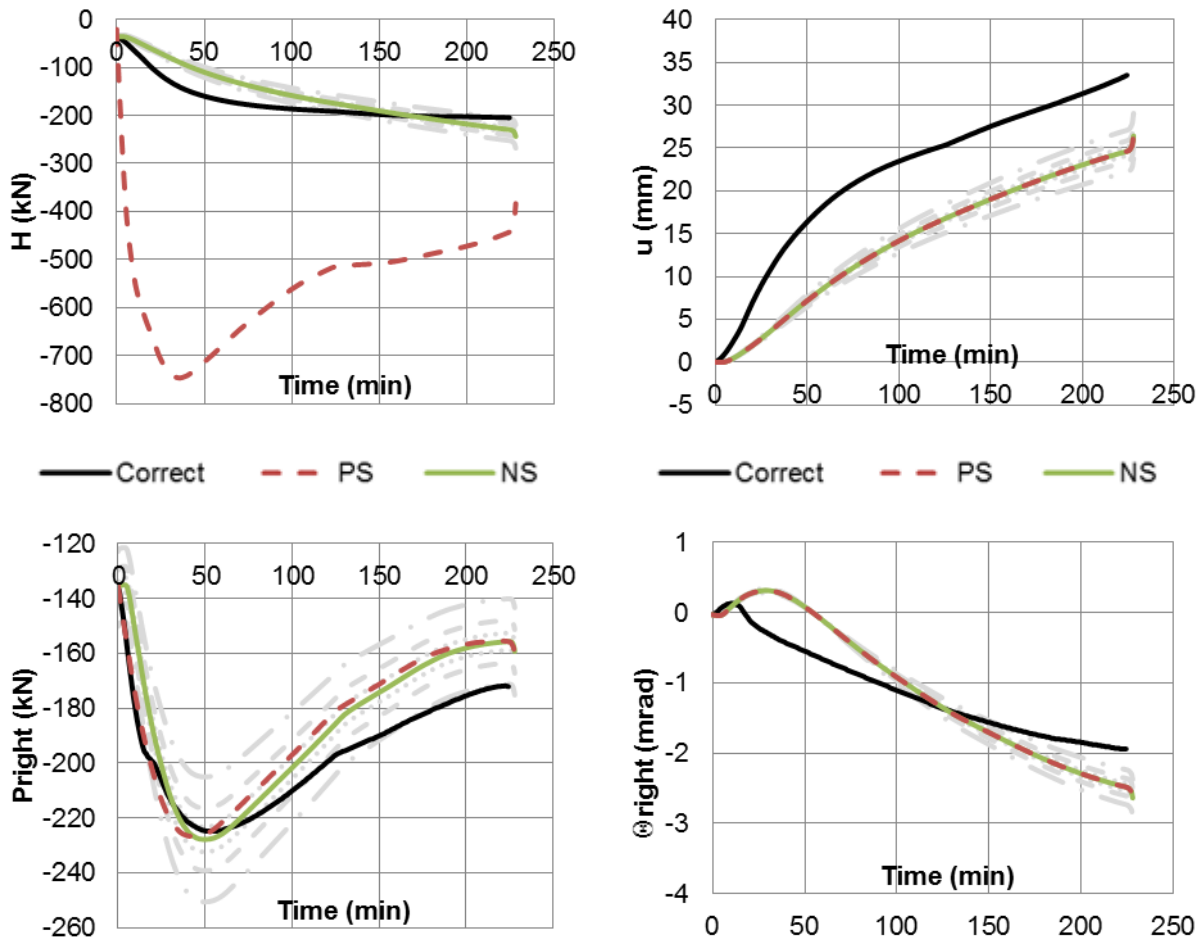 0
-100
-200
-300
-400
-500
-600
-700
-800
0 50 100 150 200 250
H (kN)
Time (min)
40
35
30
25
20
15
10
5
0
-5
0 50 100 150 200 250
u (mm)
Time (min)
Correct PS NS
Correct PS NS
-120
-140
-160
-180
-200
-220
-240
-260
0 50 100 150 200 250
Pright (kN)
Time (min)
1
0
-1
-2
-3
-4
0 50 100 150 200 250
Θright (mrad)
Time (min)